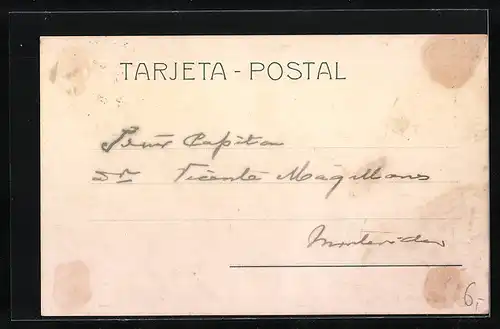 TARJETA - POSTAL
Señor Capitan
Dn Vicente Magallanes
Montevideo
6,-